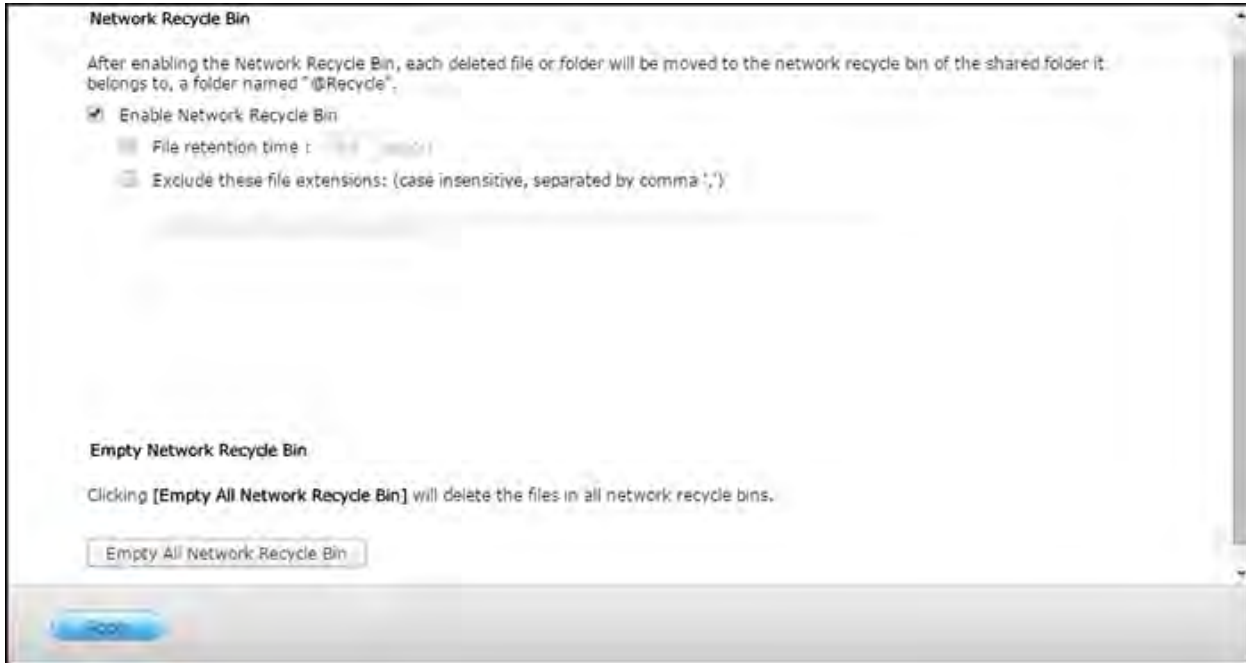 Network Recycle Bin
After enabling the Network Recycle Bin, each deleted file or folder will be moved to the network recycle bin of the shared folder it
belongs to, a folder named "@Recycle".
Enable Network Recycle Bin
File retention time :
Exclude these file extensions: (case insensitive, separated by comma ',')
Empty Network Recycle Bin
Clicking [Empty All Network Recycle Bin] will delete the files in all network recycle bins.
Empty All Network Recycle Bin